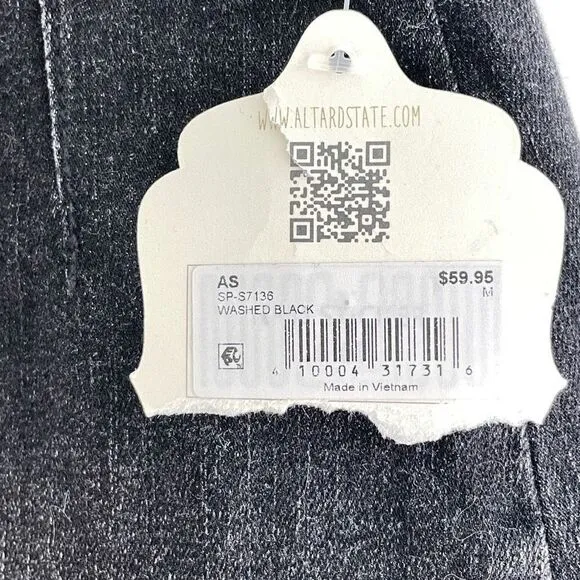 WWW.ALTARDSTATE.COM
AS $59.95
SP-S7136 M
WASHED BLACK
4 10004 31731 6
Made in Vietnam